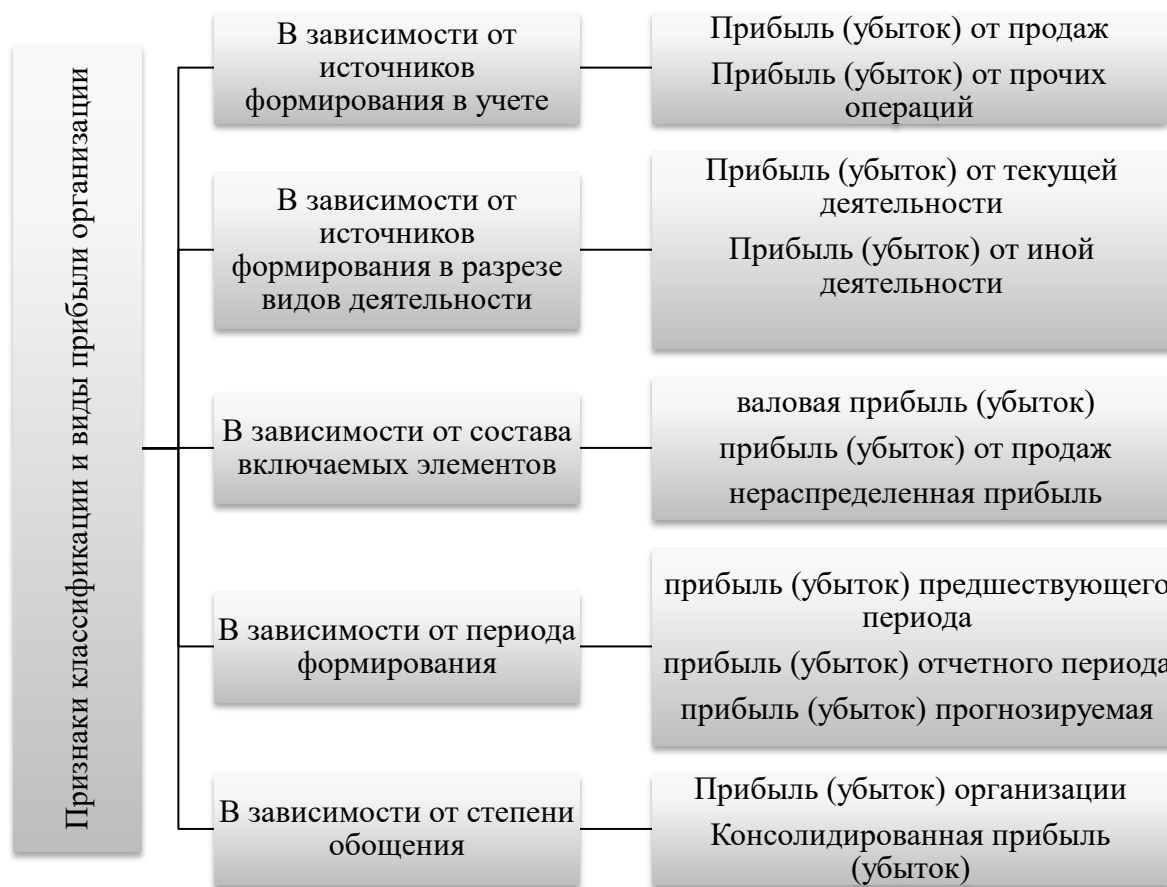 Признаки классификации и виды прибыли организации
В зависимости от
источников
формирования в учете
Прибыль (убыток) от продаж
Прибыль (убыток) от прочих
операций
В зависимости от
источников
формирования в разрезе
видов деятельности
Прибыль (убыток) от текущей
деятельности
Прибыль (убыток) от иной
деятельности
В зависимости от состава
включаемых элементов
валовая прибыль (убыток)
прибыль (убыток) от продаж
нераспределенная прибыль
В зависимости от периода
формирования
прибыль (убыток) предшествующего
периода
прибыль (убыток) отчетного периода
прибыль (убыток) прогнозируемая
В зависимости от степени
обощения
Прибыль (убыток) организации
Консолидированная прибыль
(убыток)